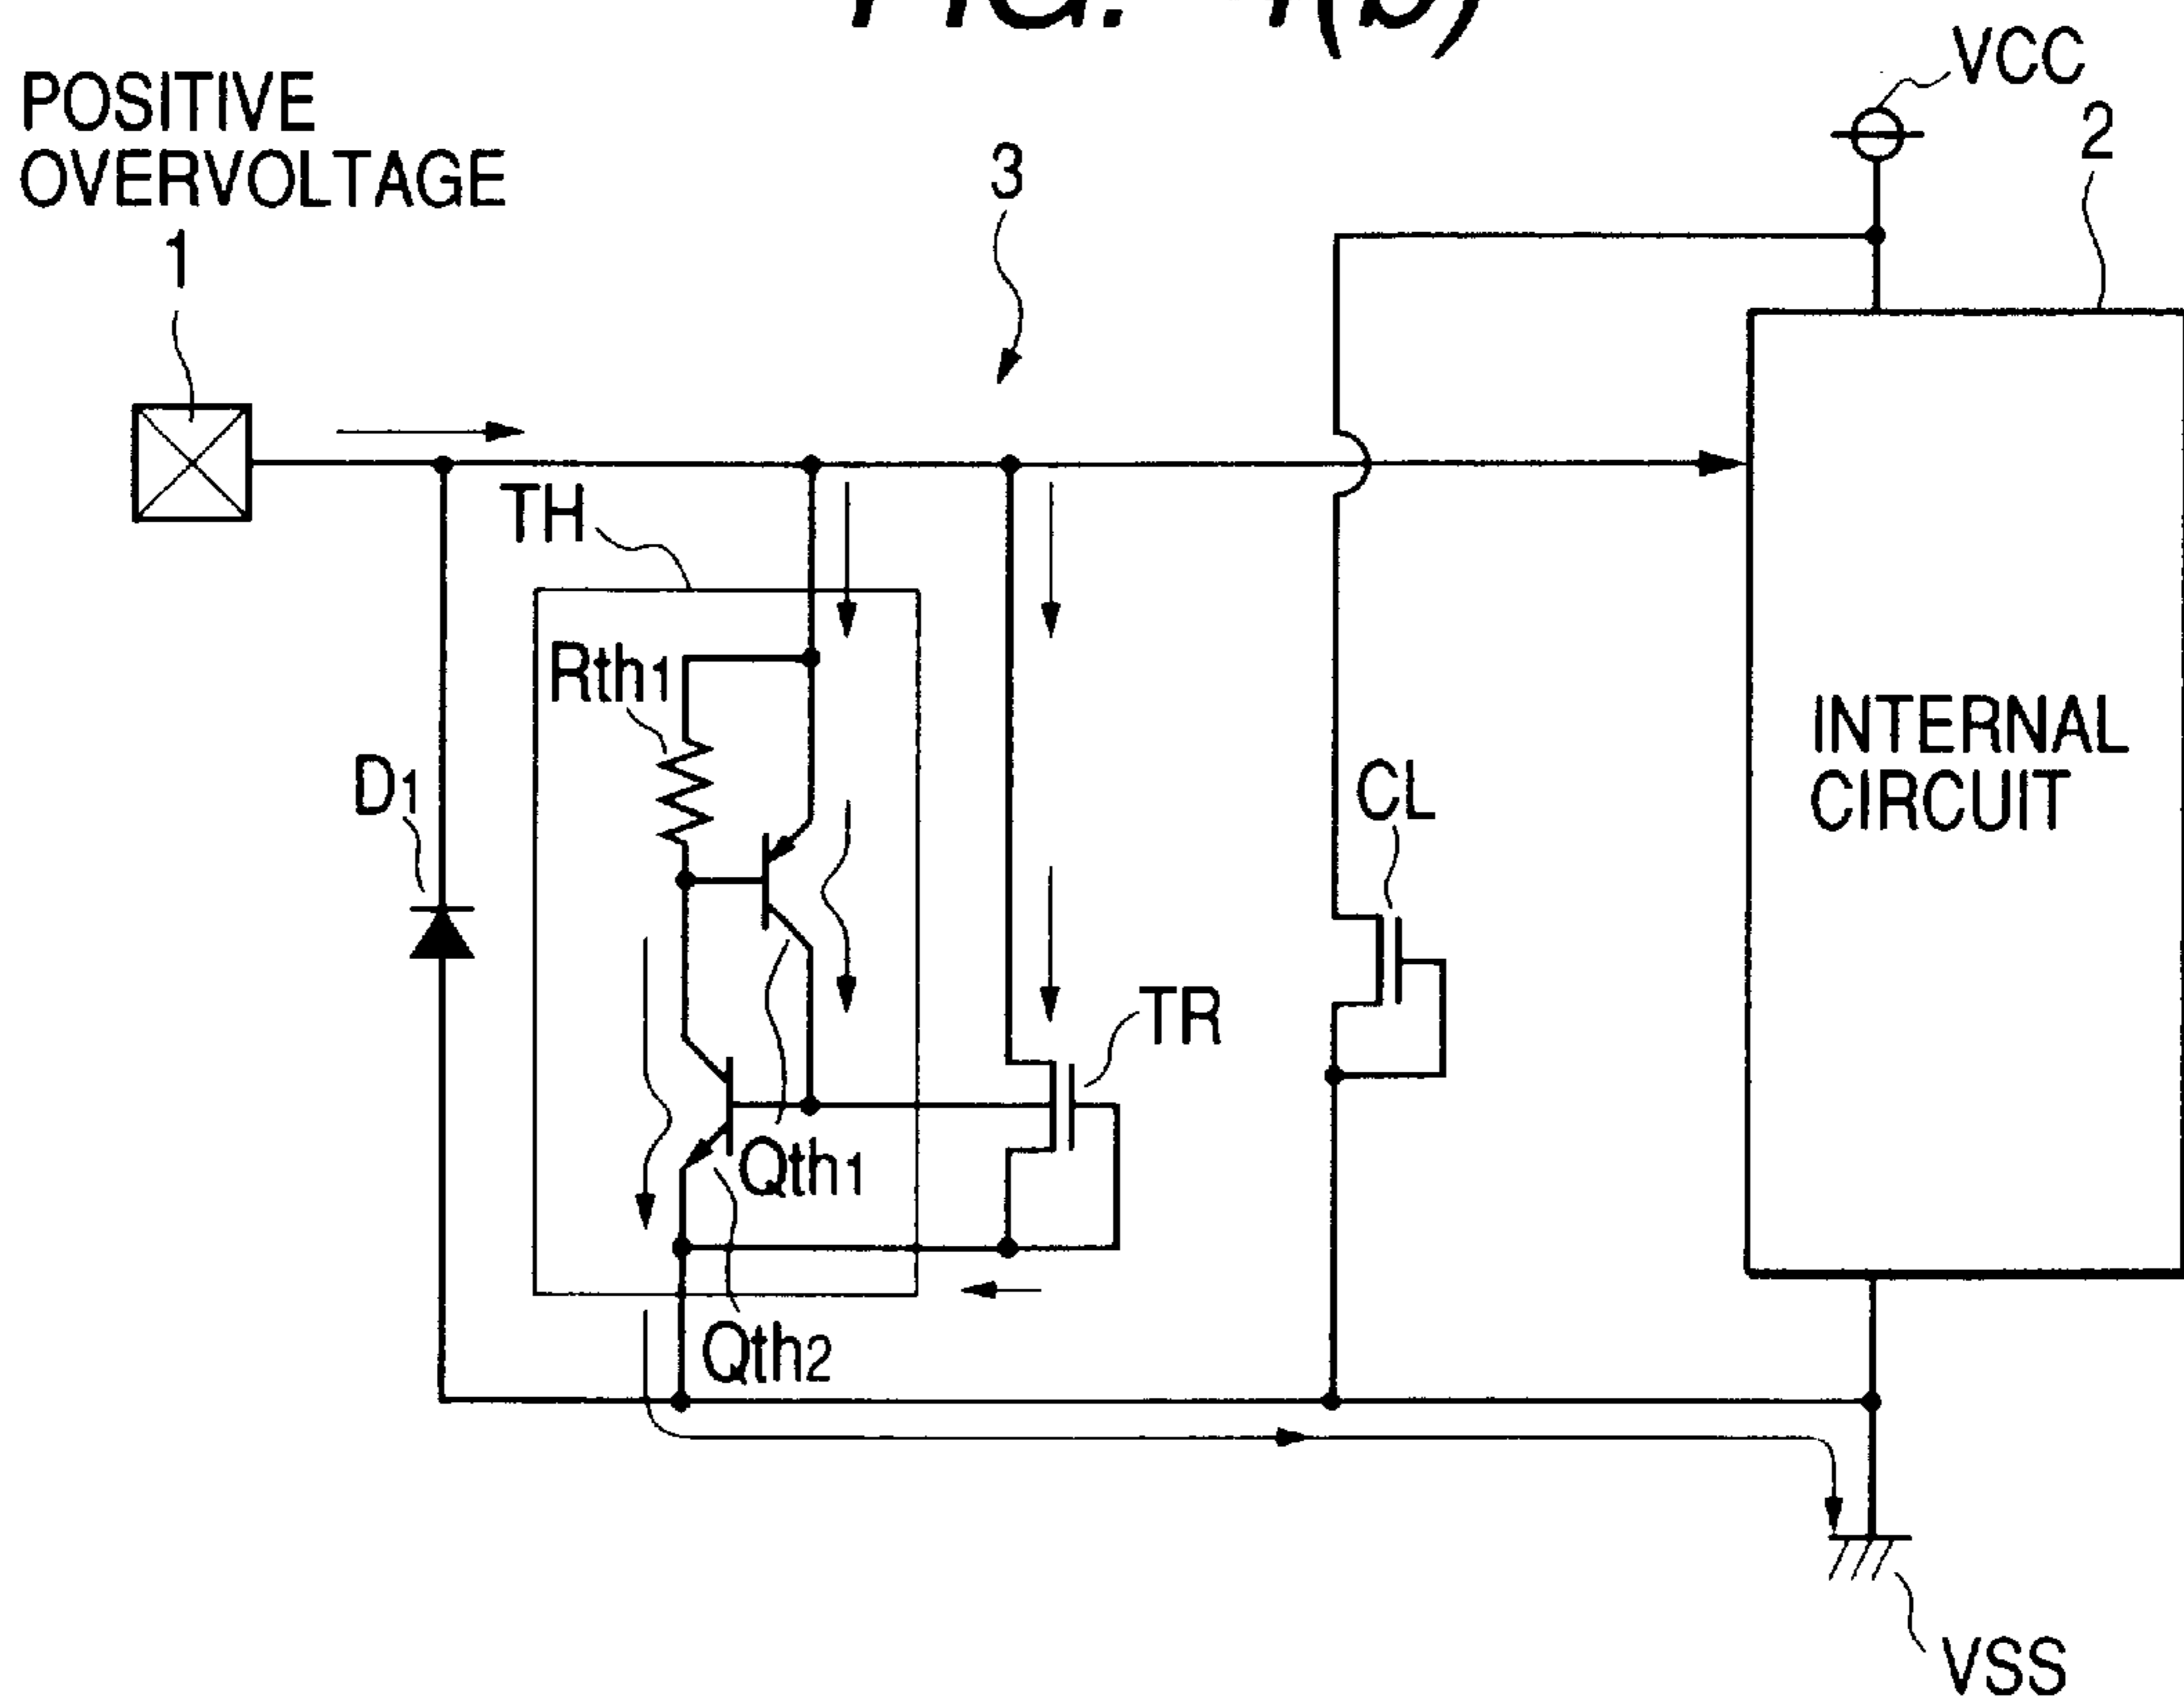 POSITIVE
OVERVOLTAGE
1
3
VCC
2
TH
Rth1
D1
CL
INTERNAL
CIRCUIT
TR
Qth1
Qth2
VSS